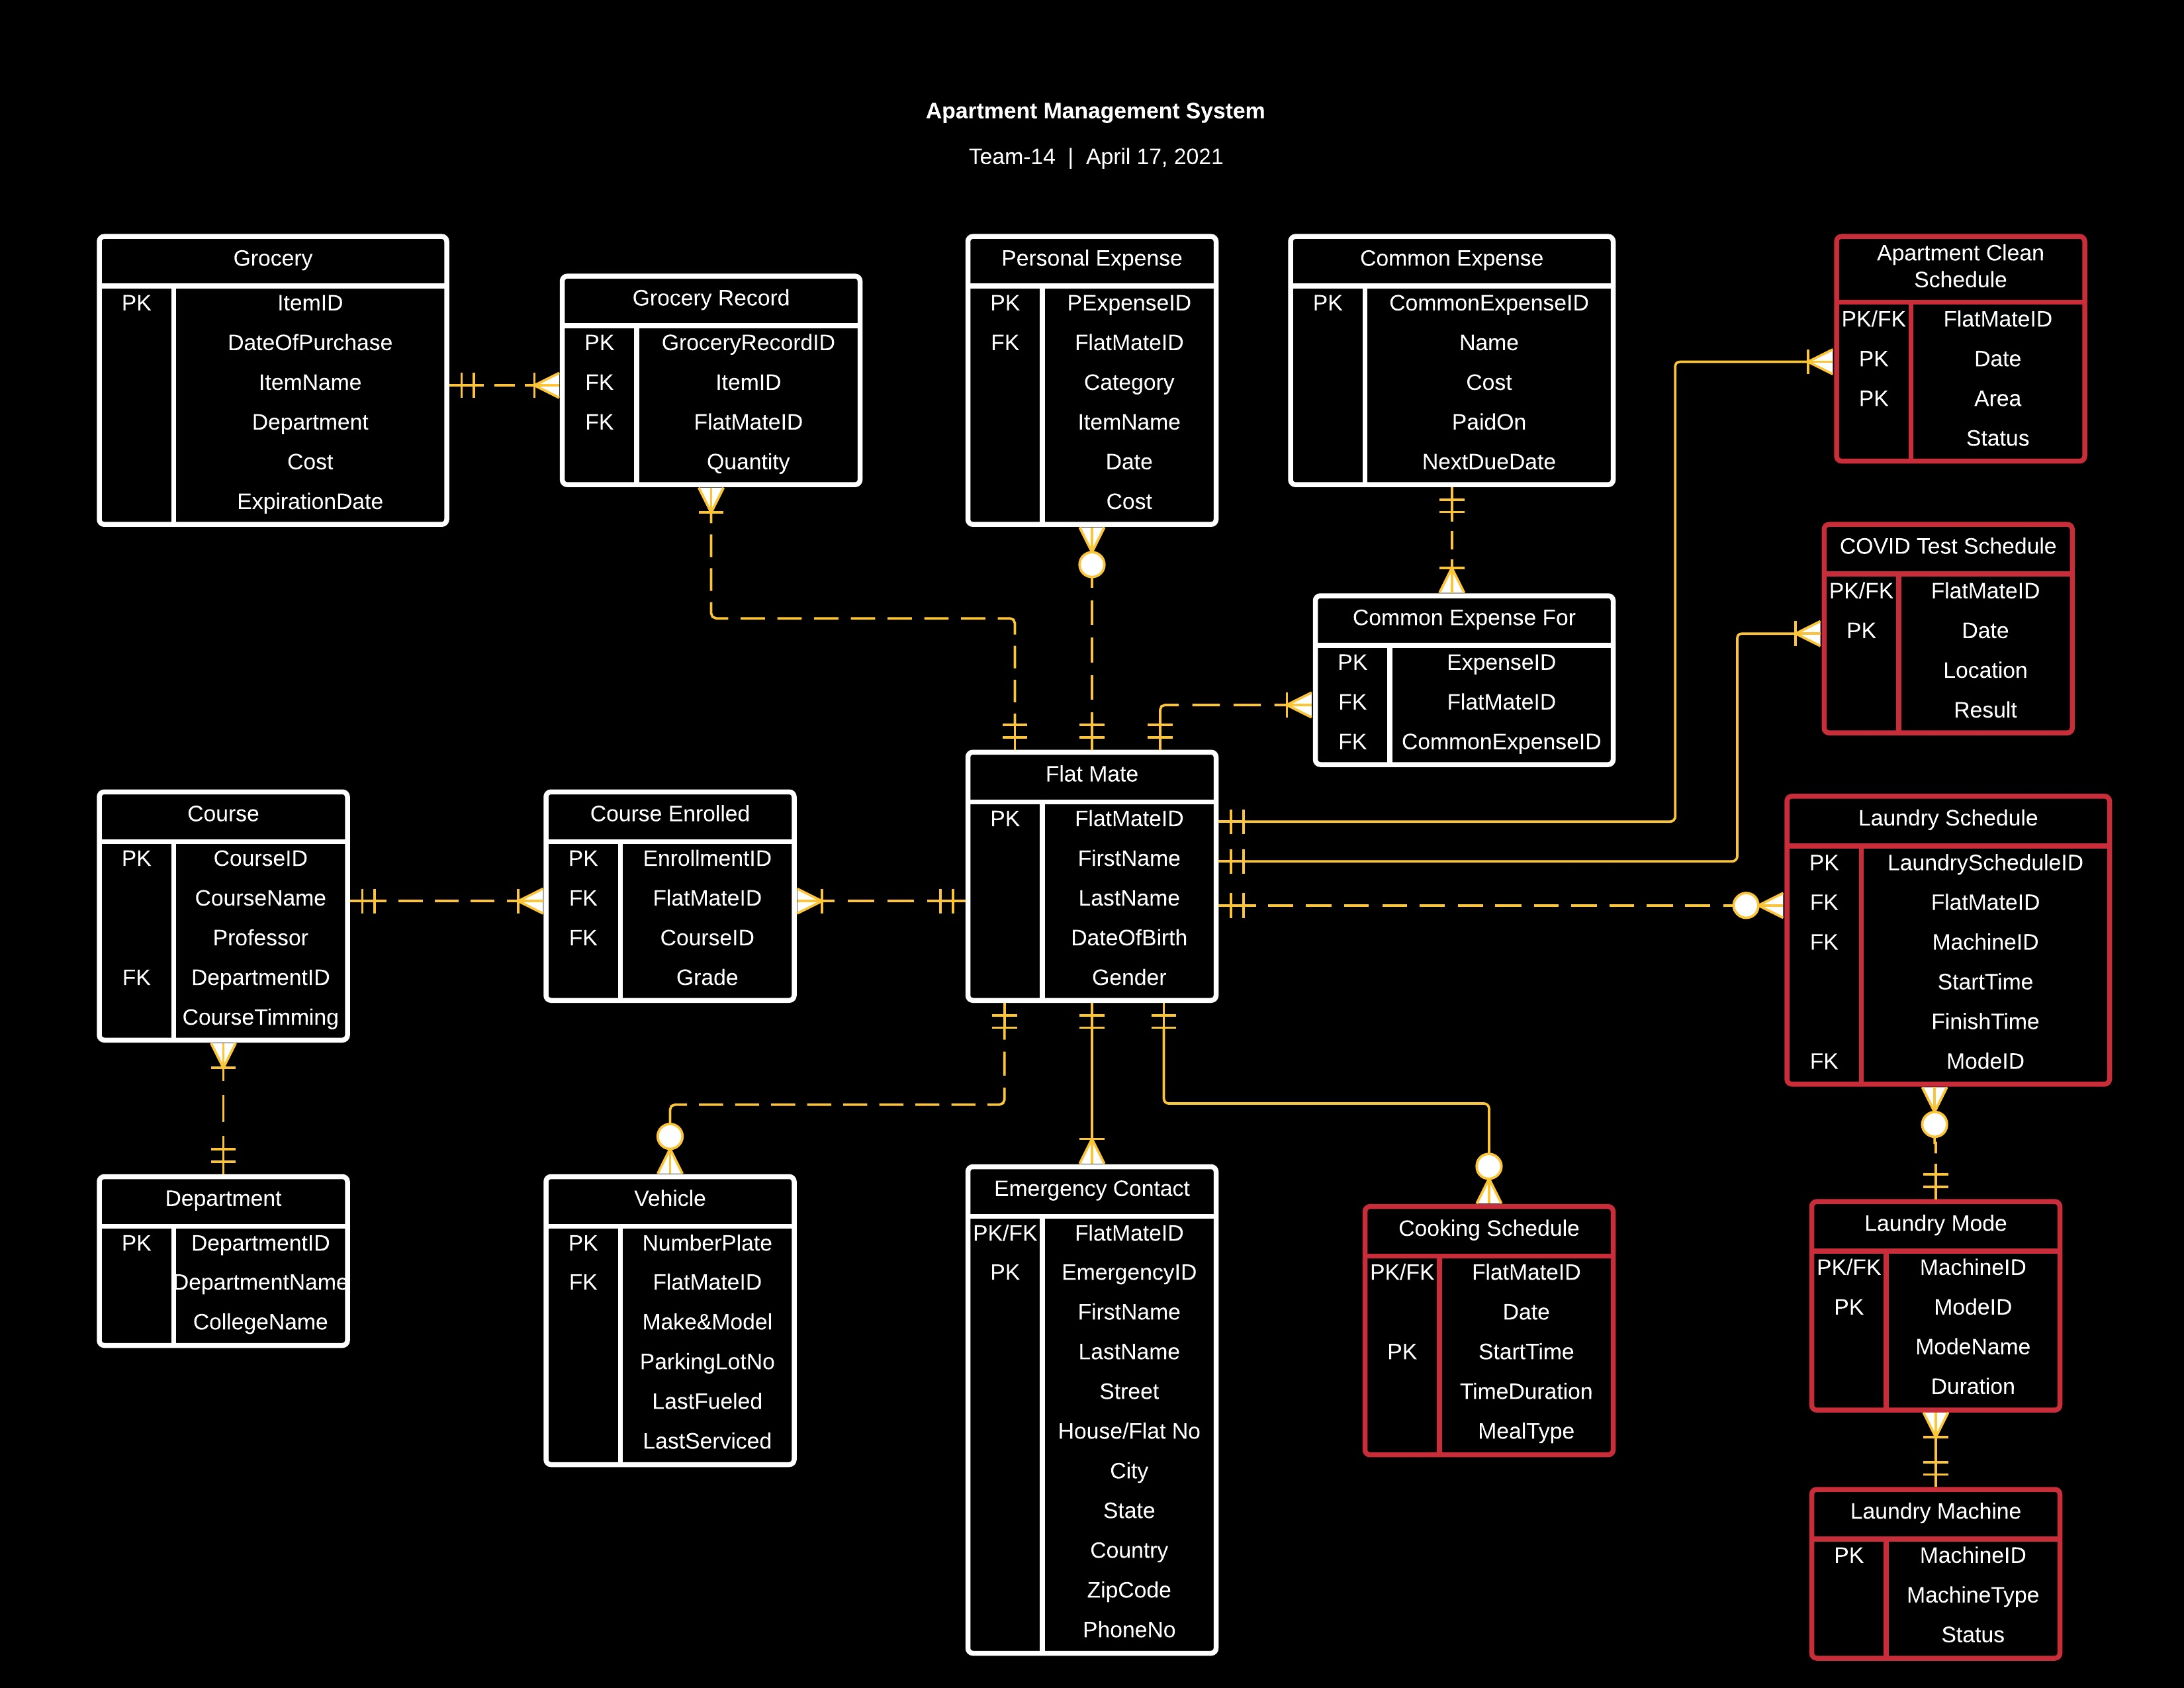 Apartment Management System
Team-14 | April 17, 2021
Grocery
PK ItemID
DateOfPurchase
ItemName
Department
Cost
ExpirationDate
Grocery Record
PK GroceryRecordID
FK ItemID
FK FlatMateID
Quantity
Personal Expense
PK PExpenseID
FK FlatMateID
Category
ItemName
Date
Cost
Common Expense
PK CommonExpenseID
Name
Cost
PaidOn
NextDueDate
Apartment Clean
Schedule
PK/FK FlatMateID
PK Date
PK Area
Status
COVID Test Schedule
PK/FK FlatMateID
PK Date
Location
Result
Common Expense For
PK ExpenseID
FK FlatMateID
FK CommonExpenseID
Course
PK CourseID
CourseName
Professor
FK DepartmentID
CourseTimming
Course Enrolled
PK EnrollmentID
FK FlatMateID
FK CourseID
Grade
Flat Mate
PK FlatMateID
FirstName
LastName
DateOfBirth
Gender
Laundry Schedule
PK LaundryScheduleID
FK FlatMateID
FK MachineID
StartTime
FinishTime
FK ModeID
Department
PK DepartmentID
DepartmentName
CollegeName
Vehicle
PK NumberPlate
FK FlatMateID
Make&Model
ParkingLotNo
LastFueled
LastServiced
Emergency Contact
PK/FK FlatMateID
PK EmergencyID
FirstName
LastName
Street
House/Flat No
City
State
Country
ZipCode
PhoneNo
Cooking Schedule
PK/FK FlatMateID
Date
PK StartTime
TimeDuration
MealType
Laundry Mode
PK/FK MachineID
PK ModeID
ModeName
Duration
Laundry Machine
PK MachineID
MachineType
Status